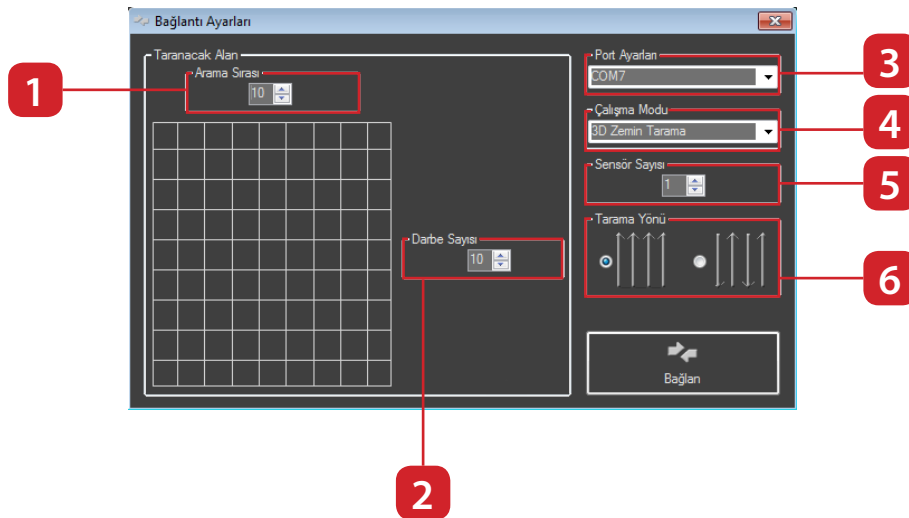 Bağlantı Ayarları
Taranacak Alan
Arama Sırası
10
Darbe Sayısı
10
Port Ayarları
COM7
Çalışma Modu
3D Zemin Tarama
Sensör Sayısı
1
Tarama Yönü
Bağlan
1
2
3
4
5
6